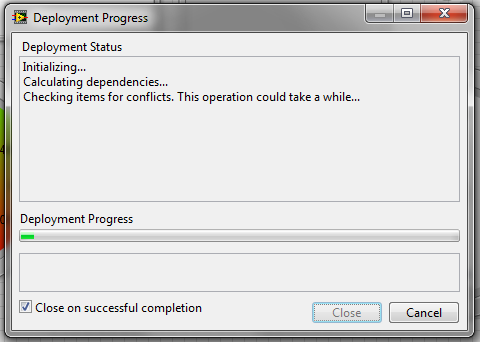 Deployment Progress
Deployment Status
Initializing...
Calculating dependencies...
Checking items for conflicts. This operation could take a while...
Deployment Progress
Close on successful completion
Close
Cancel